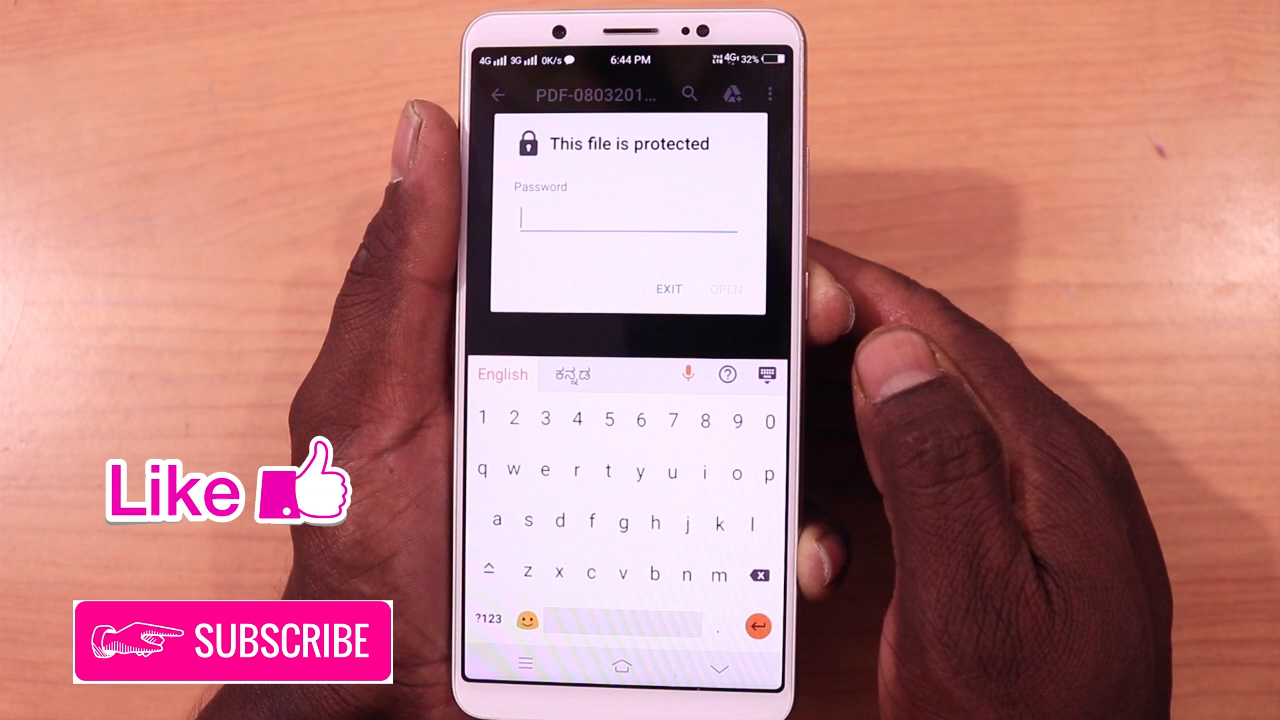 4G 3G 0K/s 6:44 PM 4G 32%
PDF-0803201...
This file is protected
Password
EXIT OPEN
English ಕನ್ನಡ
1 2 3 4 5 6 7 8 9 0
q w e r t y u i o p
a s d f g h j k l
z x c v b n m
?123 .
Like
SUBSCRIBE